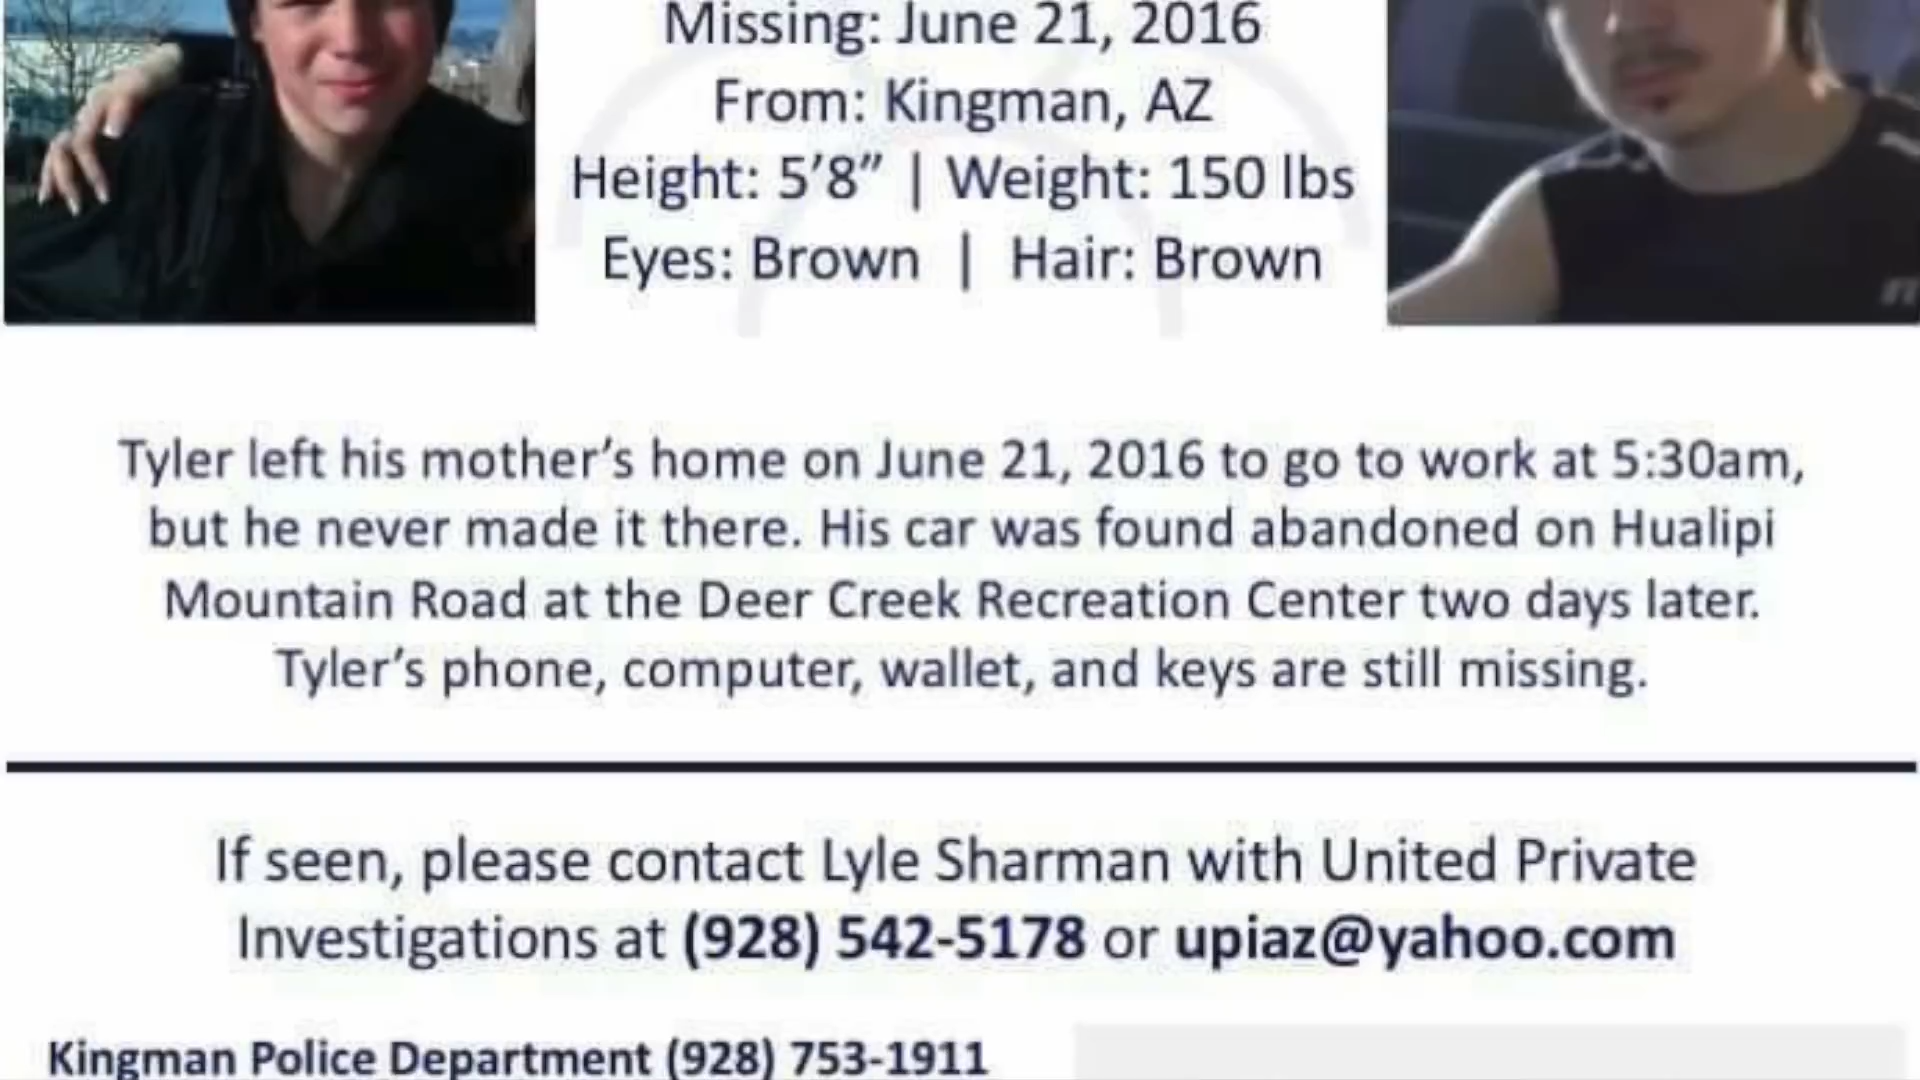 Missing: June 21, 2016
From: Kingman, AZ
Height: 5’8” | Weight: 150 lbs
Eyes: Brown | Hair: Brown
Tyler left his mother’s home on June 21, 2016 to go to work at 5:30am,
but he never made it there. His car was found abandoned on Hualipi
Mountain Road at the Deer Creek Recreation Center two days later.
Tyler’s phone, computer, wallet, and keys are still missing.
If seen, please contact Lyle Sharman with United Private
Investigations at (928) 542-5178 or upiaz@yahoo.com
Kingman Police Department (928) 753-1911